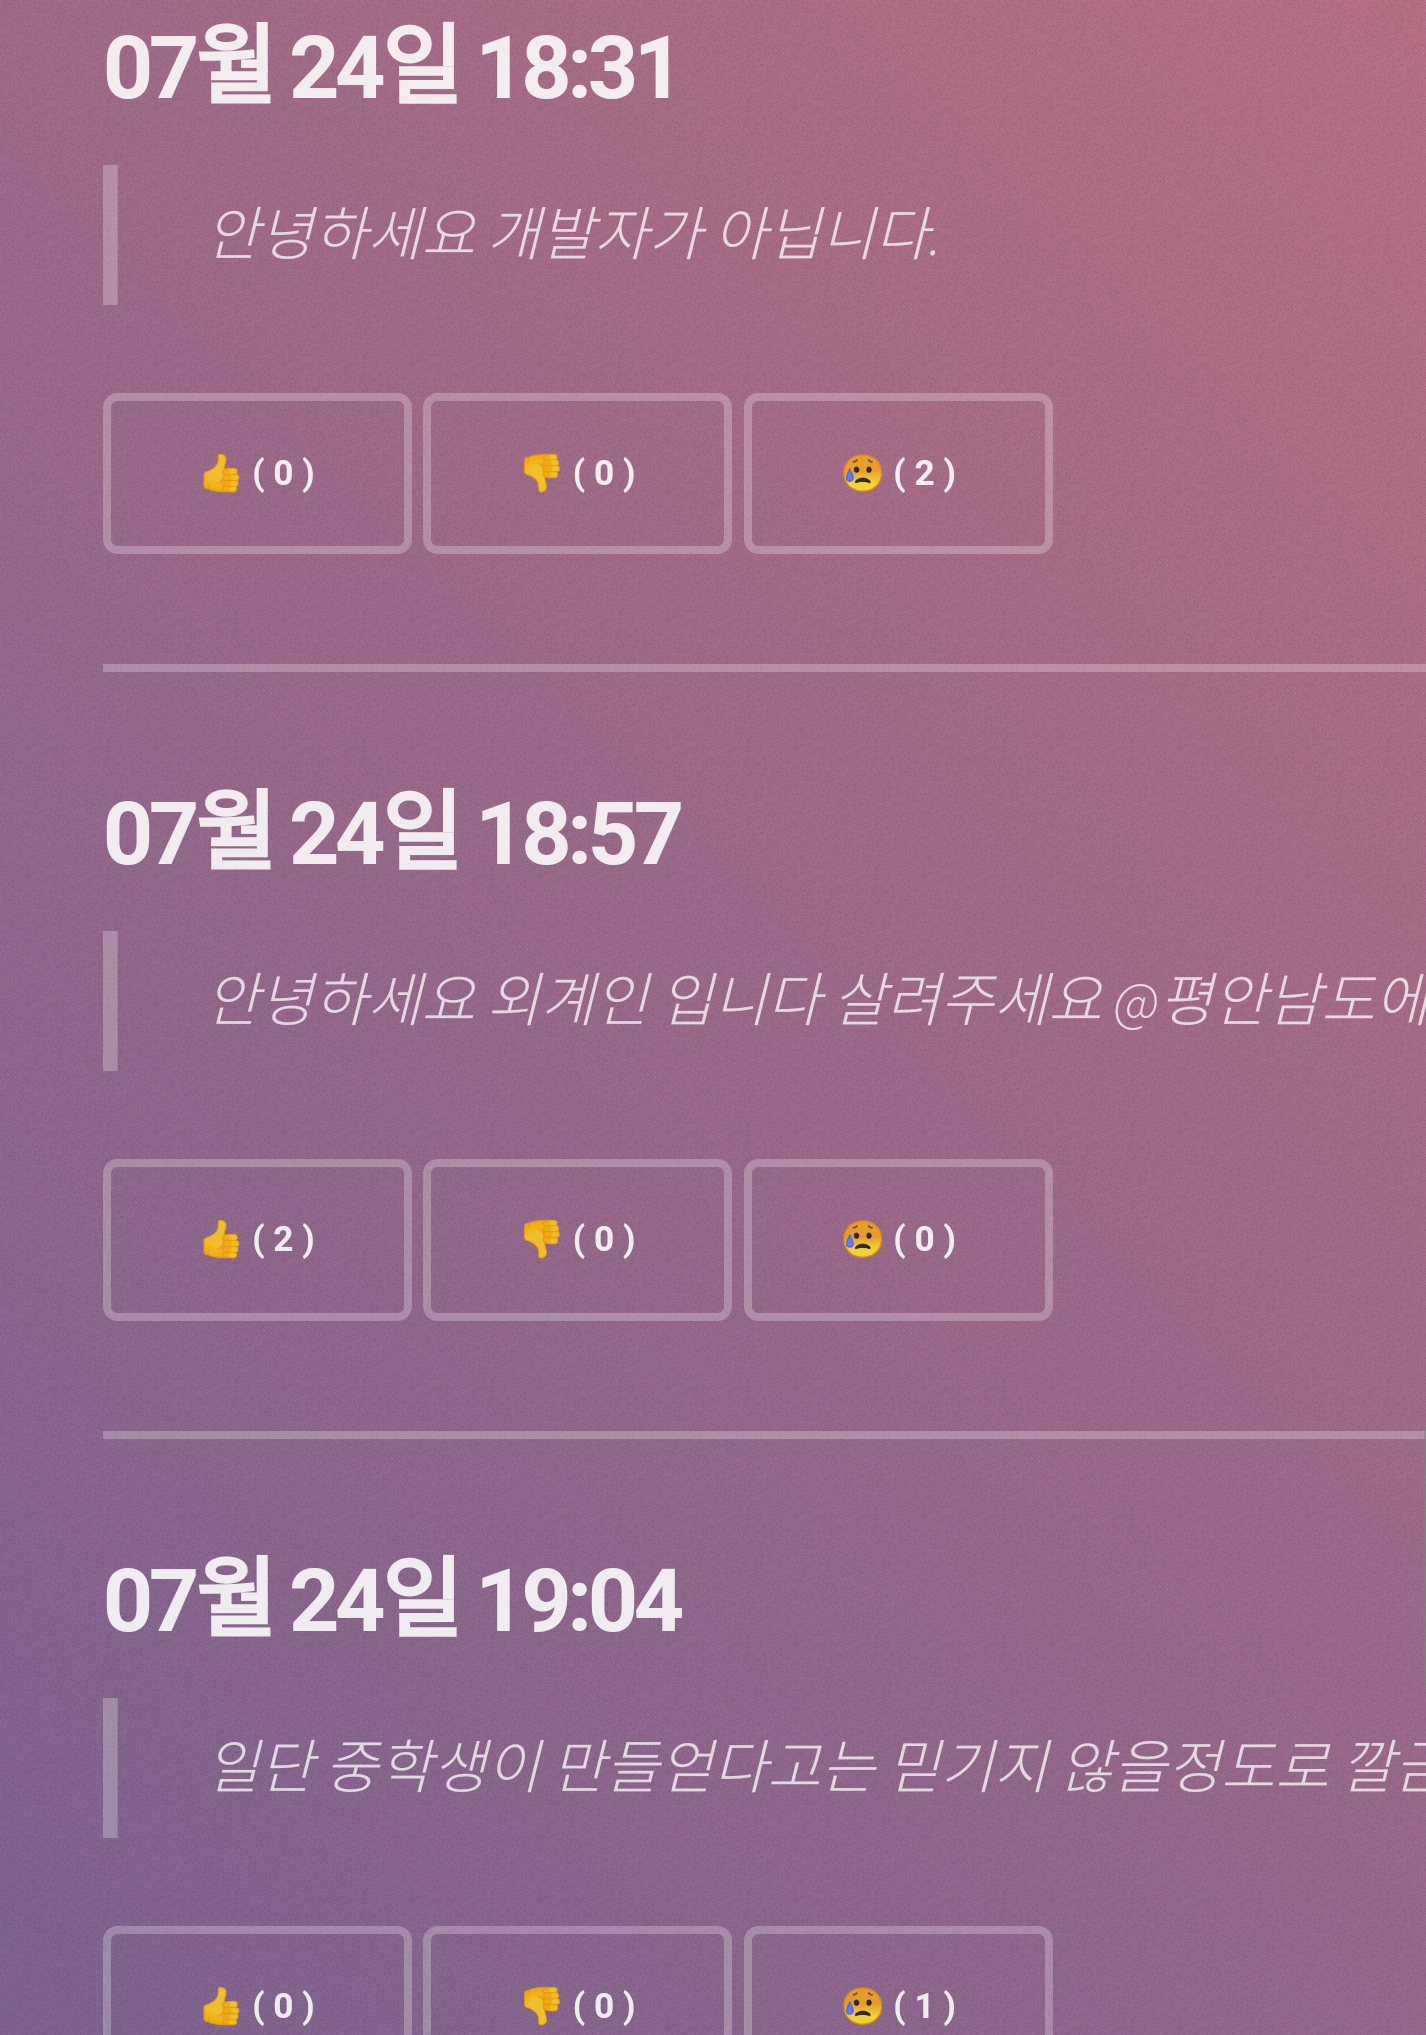 07월 24일 18:31
안녕하세요 개발자가 아닙니다.
👍 ( 0 ) 👎 ( 0 ) 😥 ( 2 )
07월 24일 18:57
안녕하세요 외계인 입니다 살려주세요 @평안남도에
👍 ( 2 ) 👎 ( 0 ) 😥 ( 0 )
07월 24일 19:04
일단 중학생이 만들얻다고는 믿기지 않을정도로
👍 ( 0 ) 👎 ( 0 ) 😥 ( 1 )